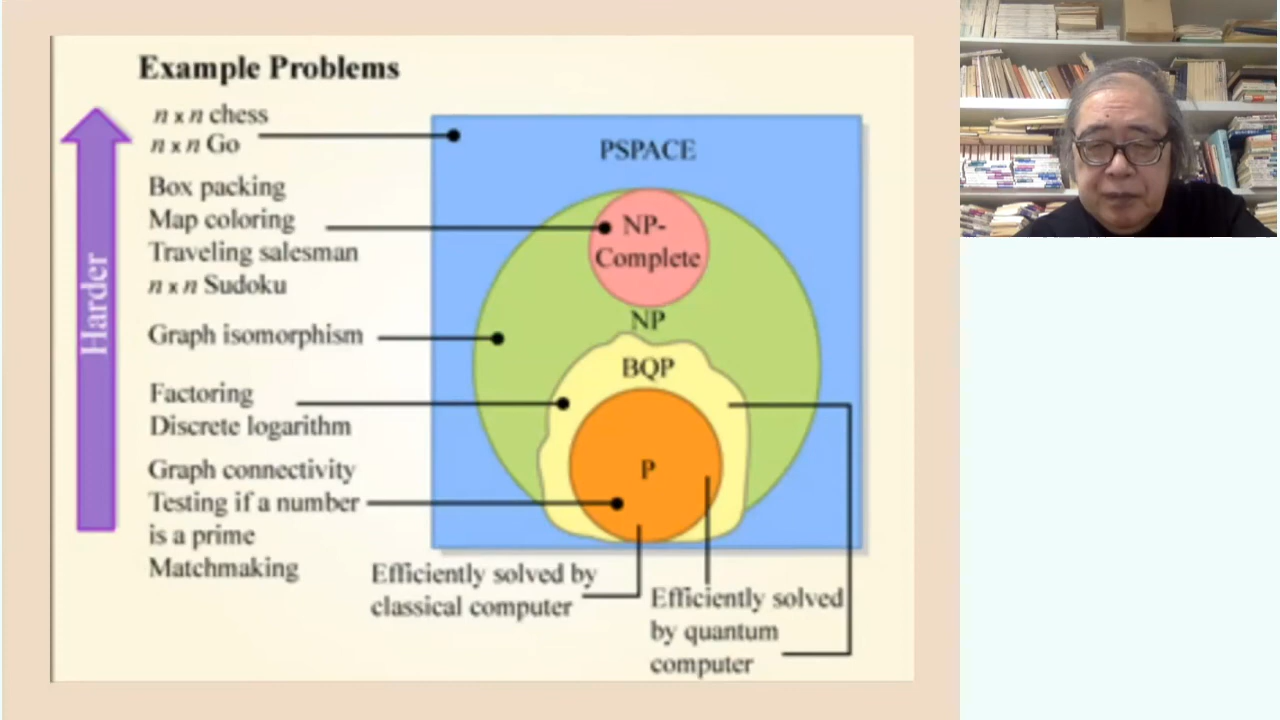 Example Problems
n x n chess
n x n Go
Box packing
Map coloring
Traveling salesman
n x n Sudoku
Graph isomorphism
Factoring
Discrete logarithm
Graph connectivity
Testing if a number
is a prime
Matchmaking
Harder
PSPACE
NP-
Complete
NP
BQP
P
Efficiently solved by
classical computer
Efficiently solved
by quantum
computer